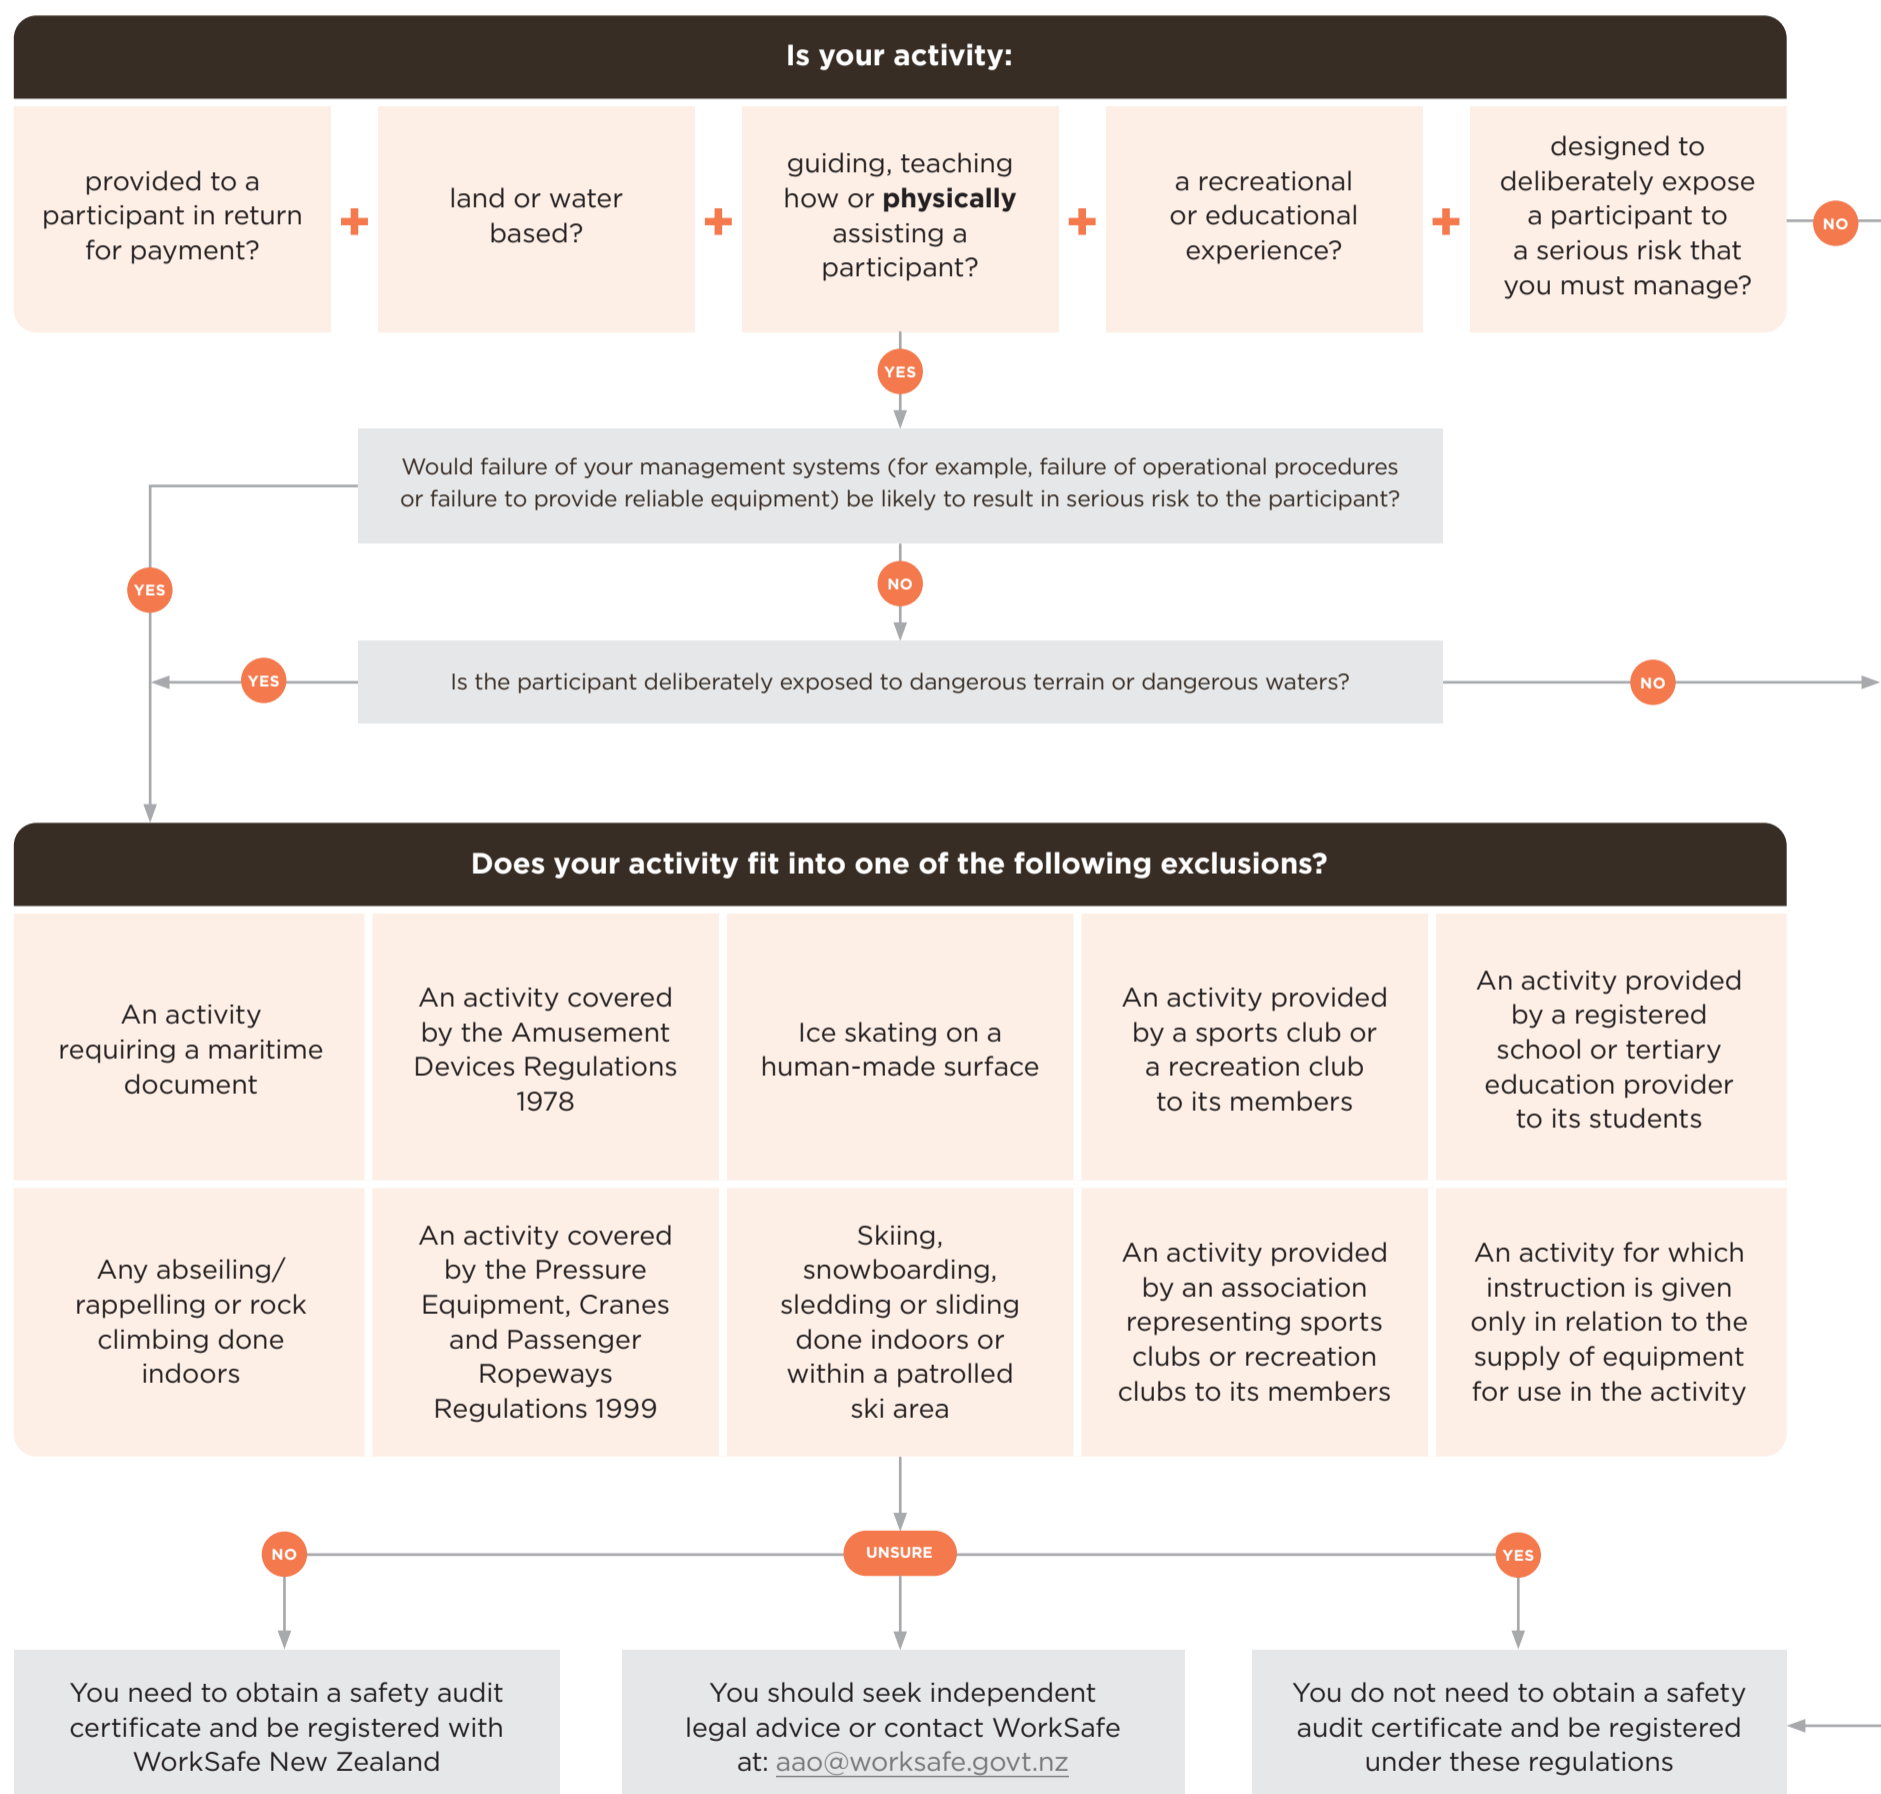 Is your activity:
provided to a
participant in return
for payment?
+
land or water
based?
+
guiding, teaching
how or physically
assisting a
participant?
+
a recreational
or educational
experience?
+
designed to
deliberately expose
a participant to
a serious risk that
you must manage?
NO
YES
Would failure of your management systems (for example, failure of operational procedures
or failure to provide reliable equipment) be likely to result in serious risk to the participant?
YES
NO
YES
Is the participant deliberately exposed to dangerous terrain or dangerous waters?
NO
Does your activity fit into one of the following exclusions?
An activity
requiring a maritime
document
An activity covered
by the Amusement
Devices Regulations
1978
Ice skating on a
human-made surface
An activity provided
by a sports club or
a recreation club
to its members
An activity provided
by a registered
school or tertiary
education provider
to its students
Any abseiling/
rappelling or rock
climbing done
indoors
An activity covered
by the Pressure
Equipment, Cranes
and Passenger
Ropeways
Regulations 1999
Skiing,
snowboarding,
sledding or sliding
done indoors or
within a patrolled
ski area
An activity provided
by an association
representing sports
clubs or recreation
clubs to its members
An activity for which
instruction is given
only in relation to the
supply of equipment
for use in the activity
NO
UNSURE
YES
You need to obtain a safety audit
certificate and be registered with
WorkSafe New Zealand
You should seek independent
legal advice or contact WorkSafe
at: aao@worksafe.govt.nz
You do not need to obtain a safety
audit certificate and be registered
under these regulations